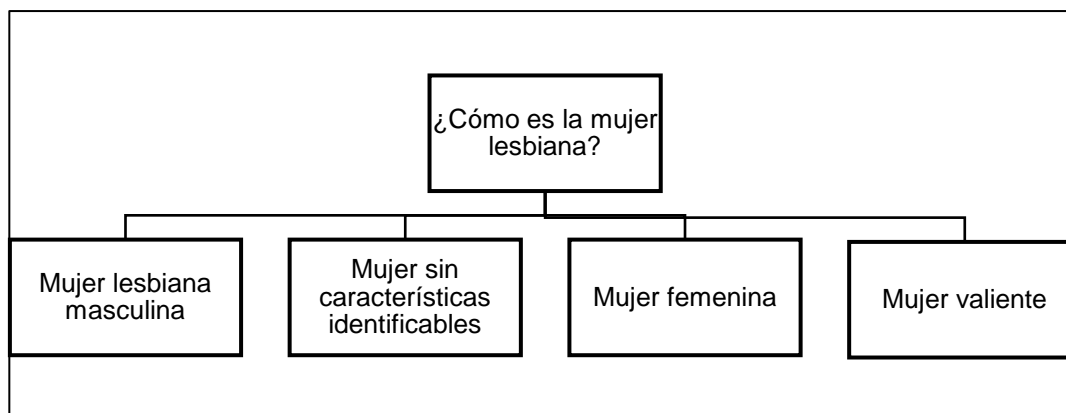 ¿Cómo es la mujer
lesbiana?
Mujer lesbiana
masculina
Mujer sin
características
identificables
Mujer femenina
Mujer valiente